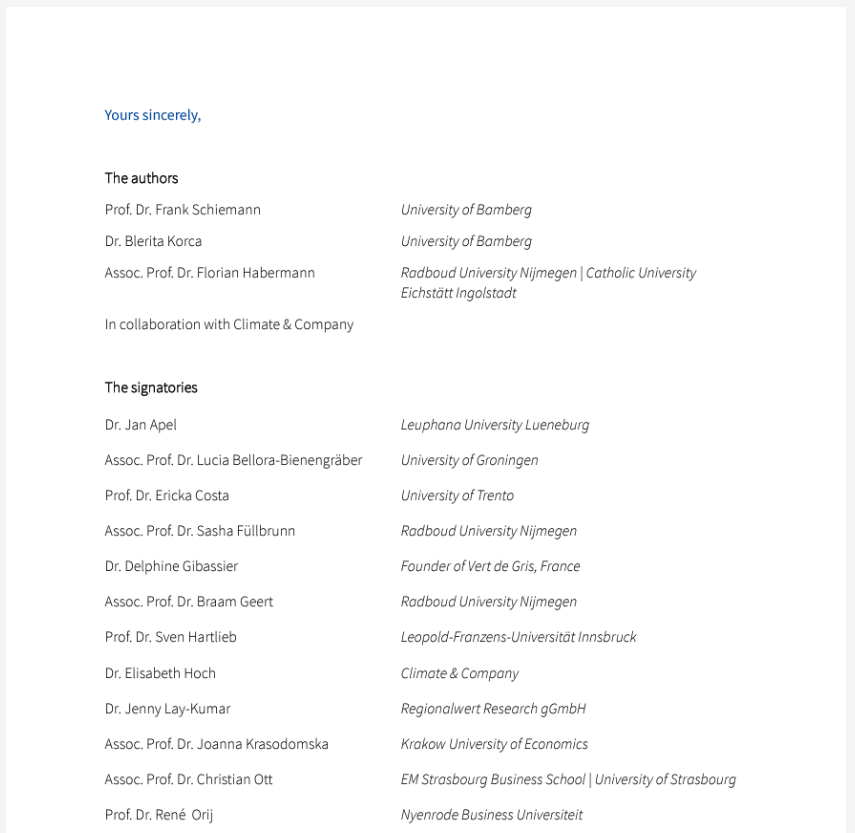 Yours sincerely,
The authors
Prof. Dr. Frank Schiemann University of Bamberg
Dr. Blerita Korca University of Bamberg
Assoc. Prof. Dr. Florian Habermann Radboud University Nijmegen | Catholic University
Eichstätt Ingolstadt
In collaboration with Climate & Company
The signatories
Dr. Jan Apel Leuphana University Lueneburg
Assoc. Prof. Dr. Lucia Bellora-Bienengräber University of Groningen
Prof. Dr. Ericka Costa University of Trento
Assoc. Prof. Dr. Sasha Füllbrunn Radboud University Nijmegen
Dr. Delphine Gibassier Founder of Vert de Gris, France
Assoc. Prof. Dr. Braam Geert Radboud University Nijmegen
Prof. Dr. Sven Hartlieb Leopold-Franzens-Universität Innsbruck
Dr. Elisabeth Hoch Climate & Company
Dr. Jenny Lay-Kumar Regionalwert Research gGmbH
Assoc. Prof. Dr. Joanna Krasodomska Krakow University of Economics
Assoc. Prof. Dr. Christian Ott EM Strasbourg Business School | University of Strasbourg
Prof. Dr. René Orij Nyenrode Business Universiteit